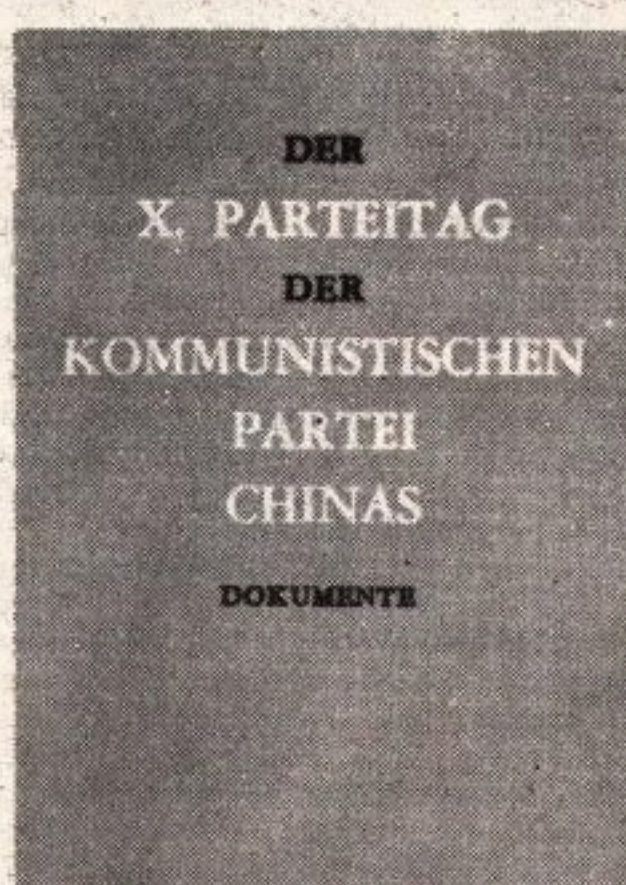 DER
X. PARTEITAG
DER
KOMMUNISTISCHEN
PARTEI
CHINAS
DOKUMENTE